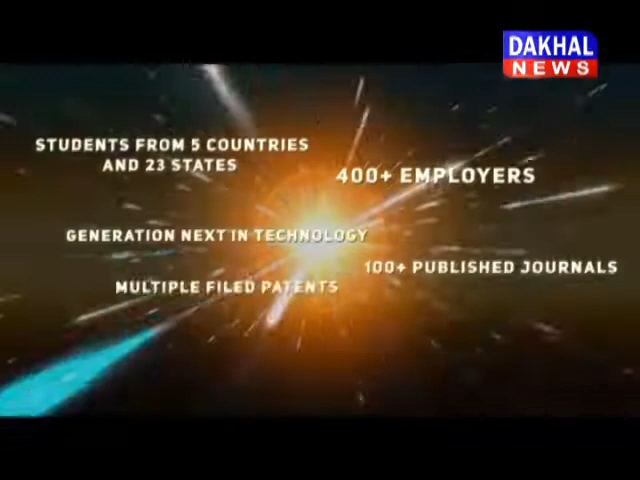 DAKHAL
NEWS
STUDENTS FROM 5 COUNTRIES
AND 23 STATES
400+ EMPLOYERS
GENERATION NEXT IN TECHNOLOGY
100+ PUBLISHED JOURNALS
MULTIPLE FILED PATENTS